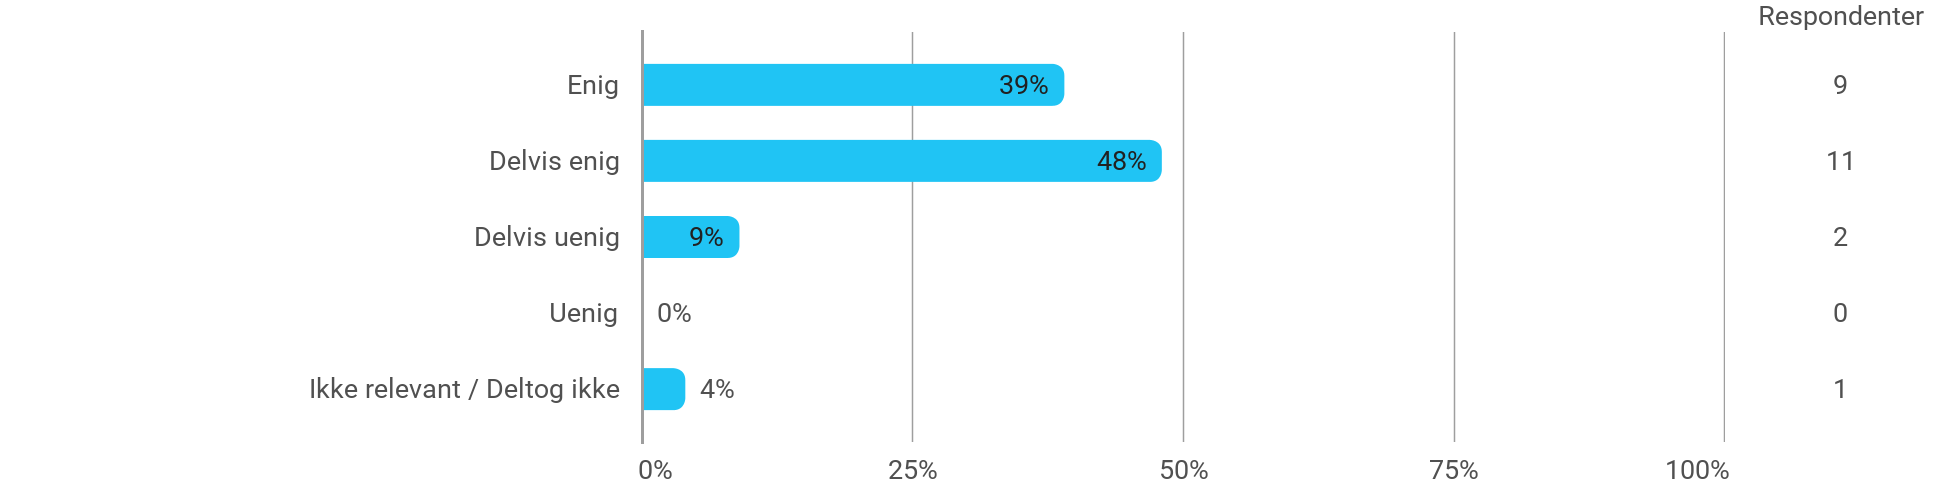 Respondenter
Enig 39% 9
Delvis enig 48% 11
Delvis uenig 9% 2
Uenig 0% 0
Ikke relevant / Deltog ikke 4% 1
0% 25% 50% 75% 100%